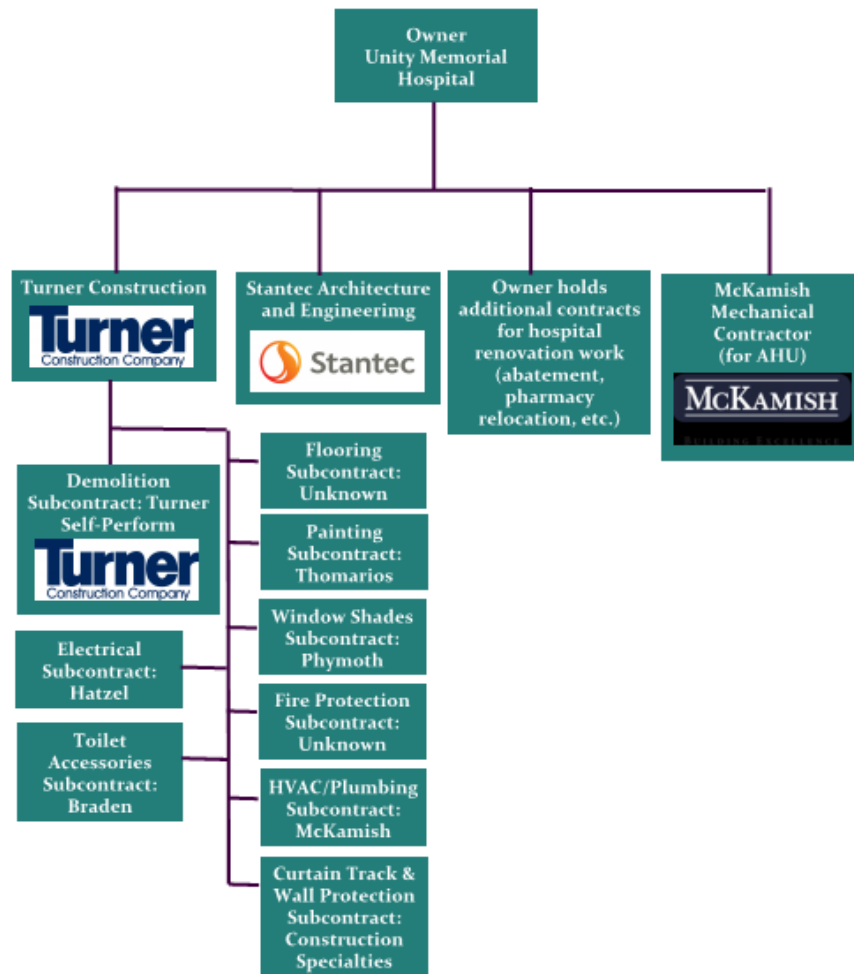 Owner
Unity Memorial
Hospital
Turner Construction
Turner
Construction Company
Stantec Architecture
and Engineerimg
Stantec
Owner holds
additional contracts
for hospital
renovation work
(abatement,
pharmacy
relocation, etc.)
McKamish
Mechanical
Contractor
(for AHU)
MCKAMISH
BUILDING EXCELLENCE
Demolition
Subcontract: Turner
Self-Perform
Turner
Construction Company
Electrical
Subcontract:
Hatzel
Toilet
Accessories
Subcontract:
Braden
Flooring
Subcontract:
Unknown
Painting
Subcontract:
Thomarios
Window Shades
Subcontract:
Phymoth
Fire Protection
Subcontract:
Unknown
HVAC/Plumbing
Subcontract:
McKamish
Curtain Track &
Wall Protection
Subcontract:
Construction
Specialties